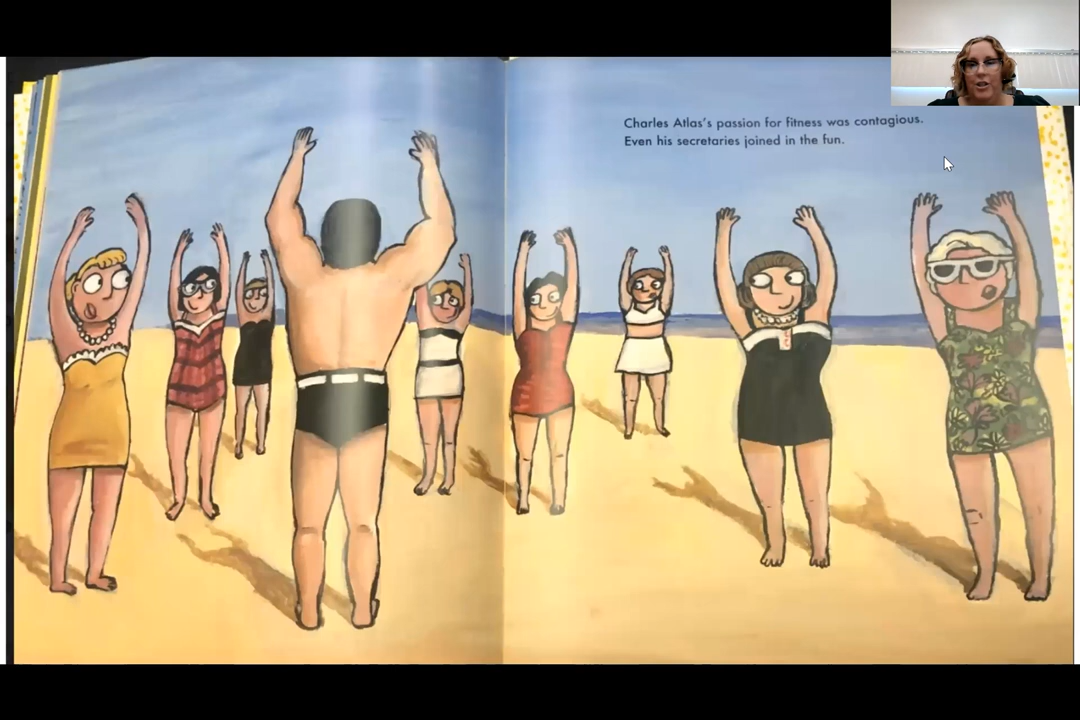 Charles Atlas's passion for fitness was contagious.
Even his secretaries joined in the fun.